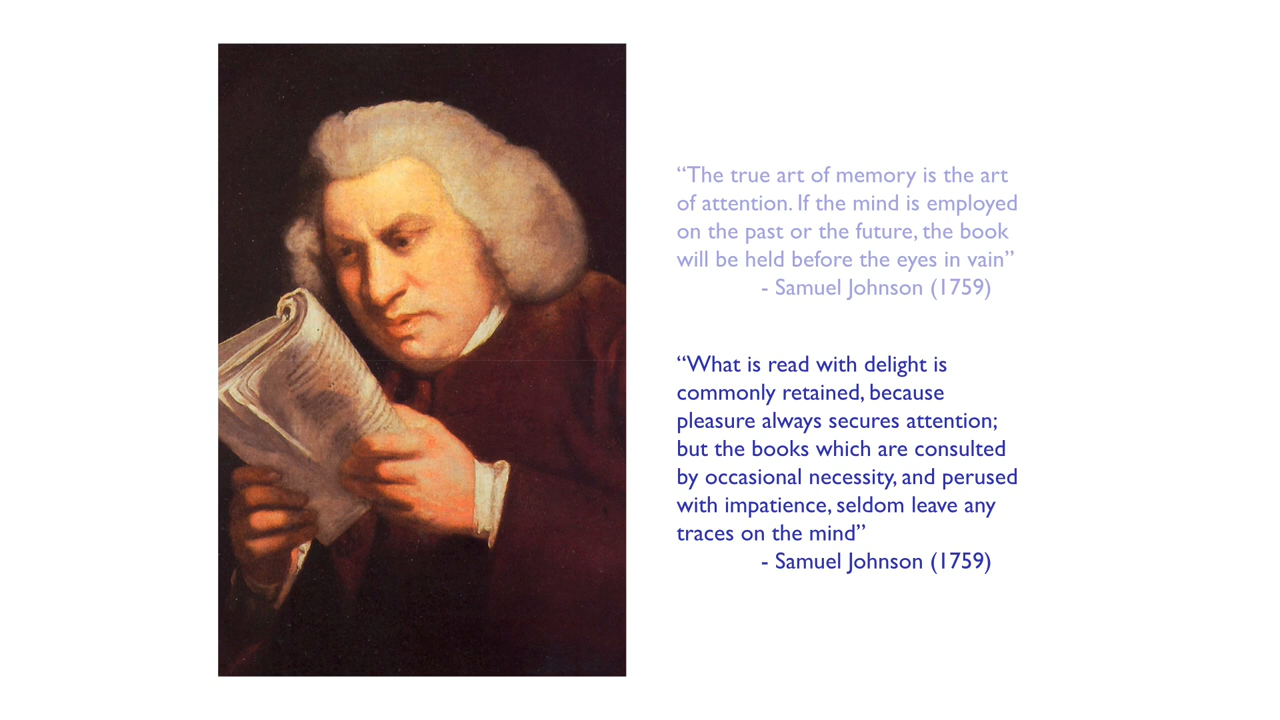 “The true art of memory is the art
of attention. If the mind is employed
on the past or the future, the book
will be held before the eyes in vain”
- Samuel Johnson (1759)
“What is read with delight is
commonly retained, because
pleasure always secures attention;
but the books which are consulted
by occasional necessity, and perused
with impatience, seldom leave any
traces on the mind”
- Samuel Johnson (1759)